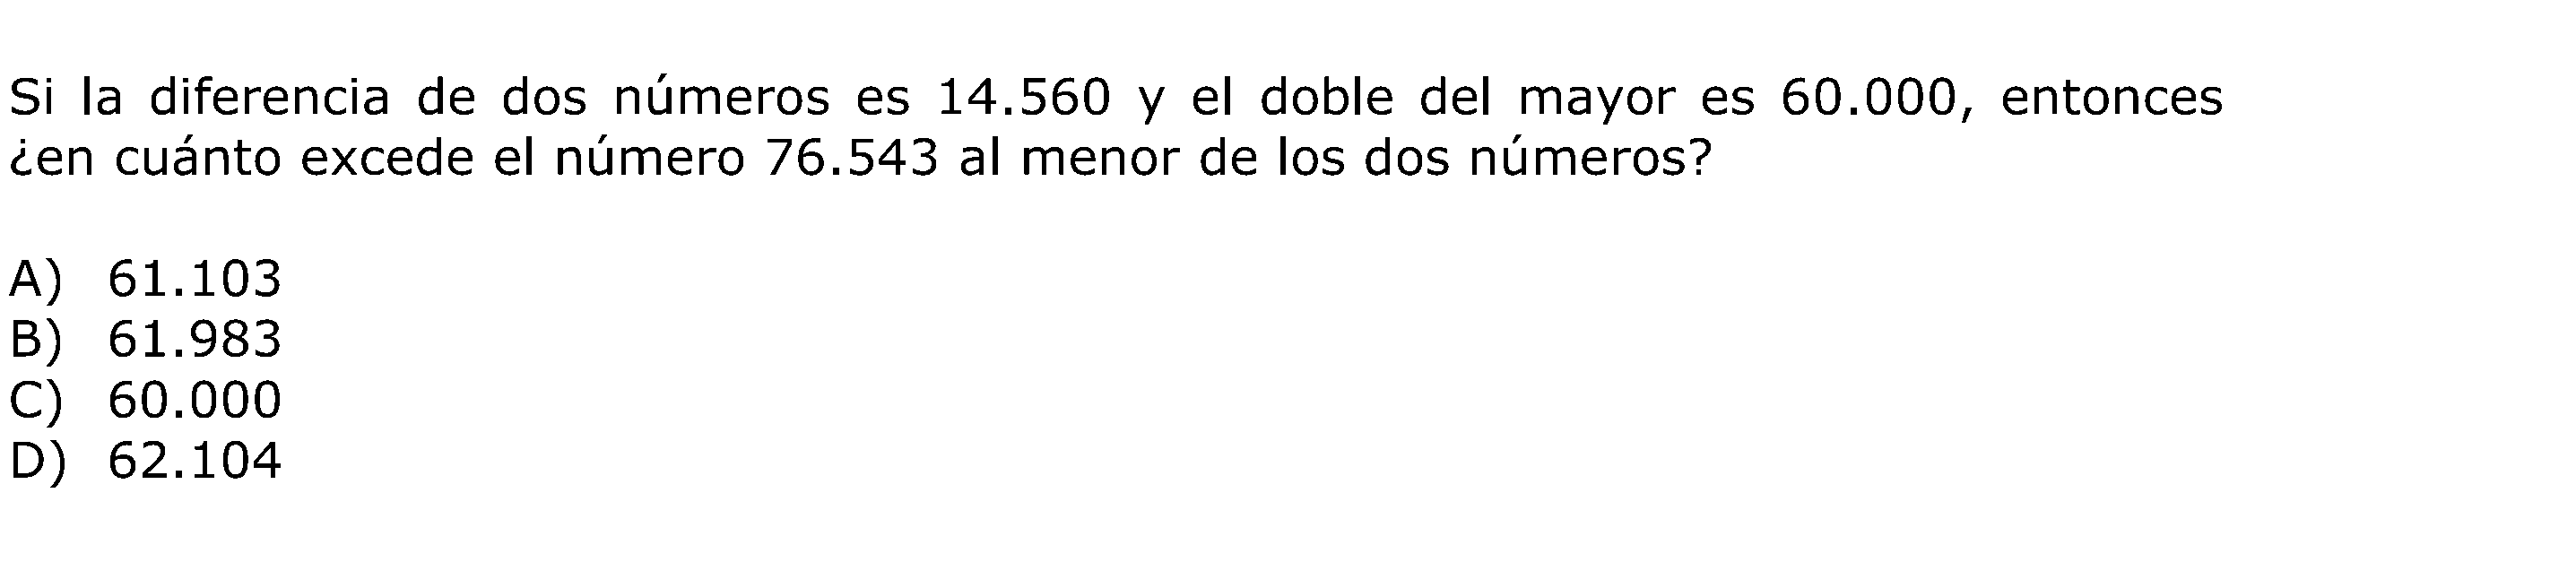 Si la diferencia de dos números es 14.560 y el doble del mayor es 60.000, entonces
¿en cuánto excede el número 76.543 al menor de los dos números?
A) 61.103
B) 61.983
C) 60.000
D) 62.104